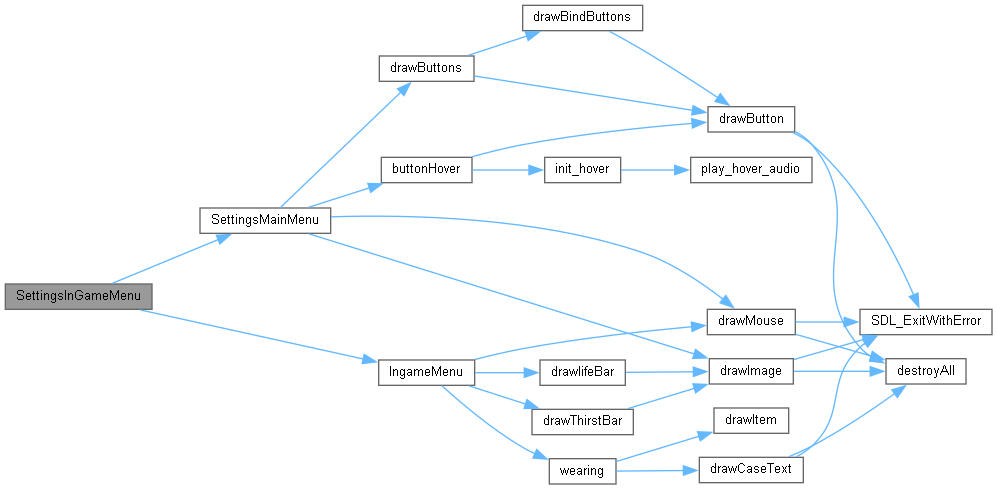 drawBindButtons
drawButtons
drawButton
buttonHover
init_hover
play_hover_audio
SettingsMainMenu
SettingsInGameMenu
drawMouse
SDL_ExitWithError
IngameMenu
drawlifeBar
drawImage
destroyAll
drawThirstBar
drawItem
wearing
drawCaseText